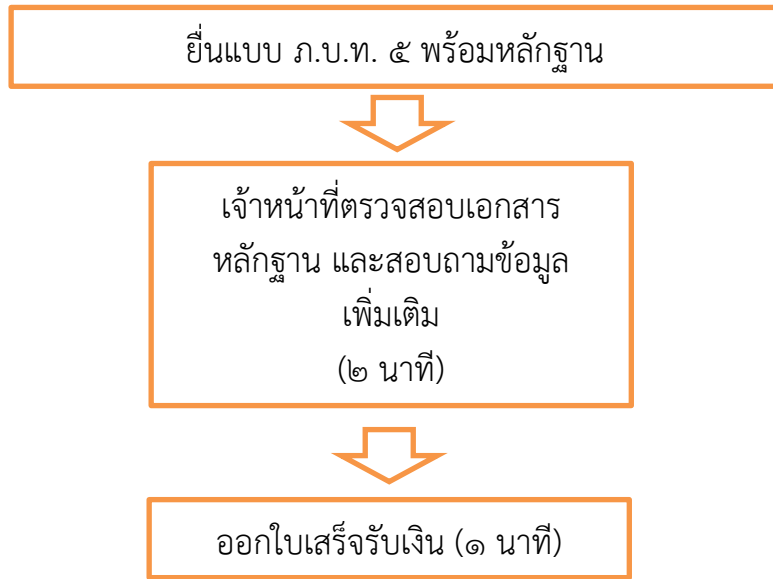 ยื่นแบบ ภ.บ.ท. ๕ พร้อมหลักฐาน
เจ้าหน้าที่ตรวจสอบเอกสาร
หลักฐาน และสอบถามข้อมูล
เพิ่มเติม
(๒ นาที)
ออกใบเสร็จรับเงิน (๑ นาที)